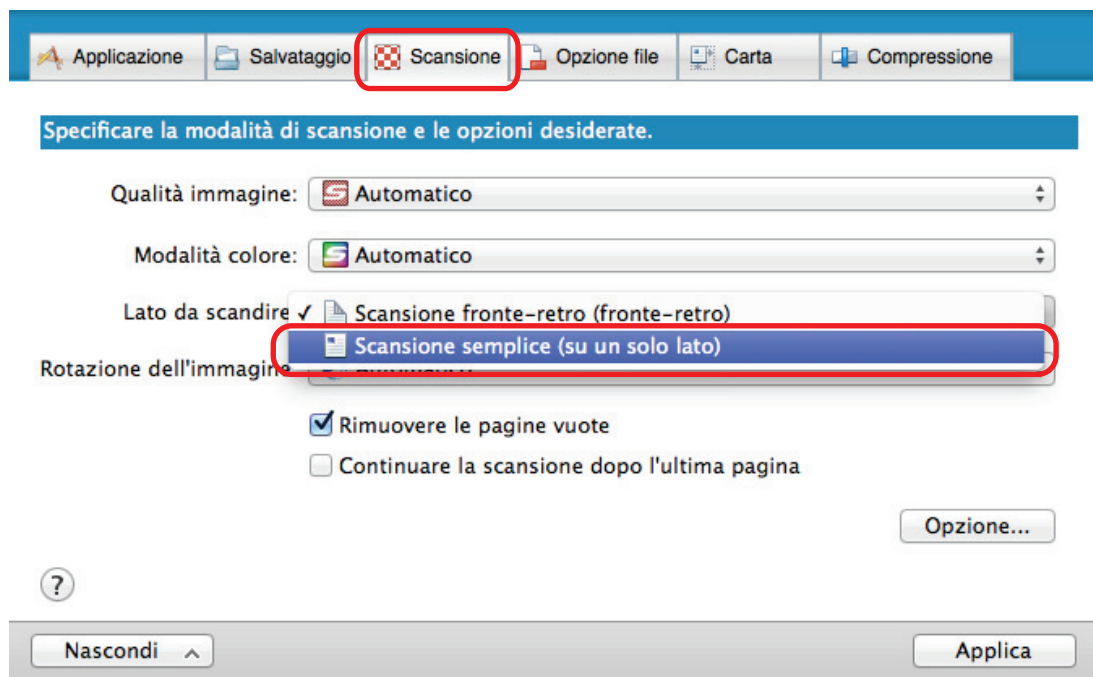 Applicazione Salvataggio Scansione Opzione file Carta Compressione
Specificare la modalità di scansione e le opzioni desiderate.
Qualità immagine: Automatico
Modalità colore: Automatico
Lato da scandire ✓ Scansione fronte-retro (fronte-retro)
Scansione semplice (su un solo lato)
Rotazione dell'immagine
Rimuovere le pagine vuote
Continuare la scansione dopo l'ultima pagina
Opzione...
?
Nascondi Applica